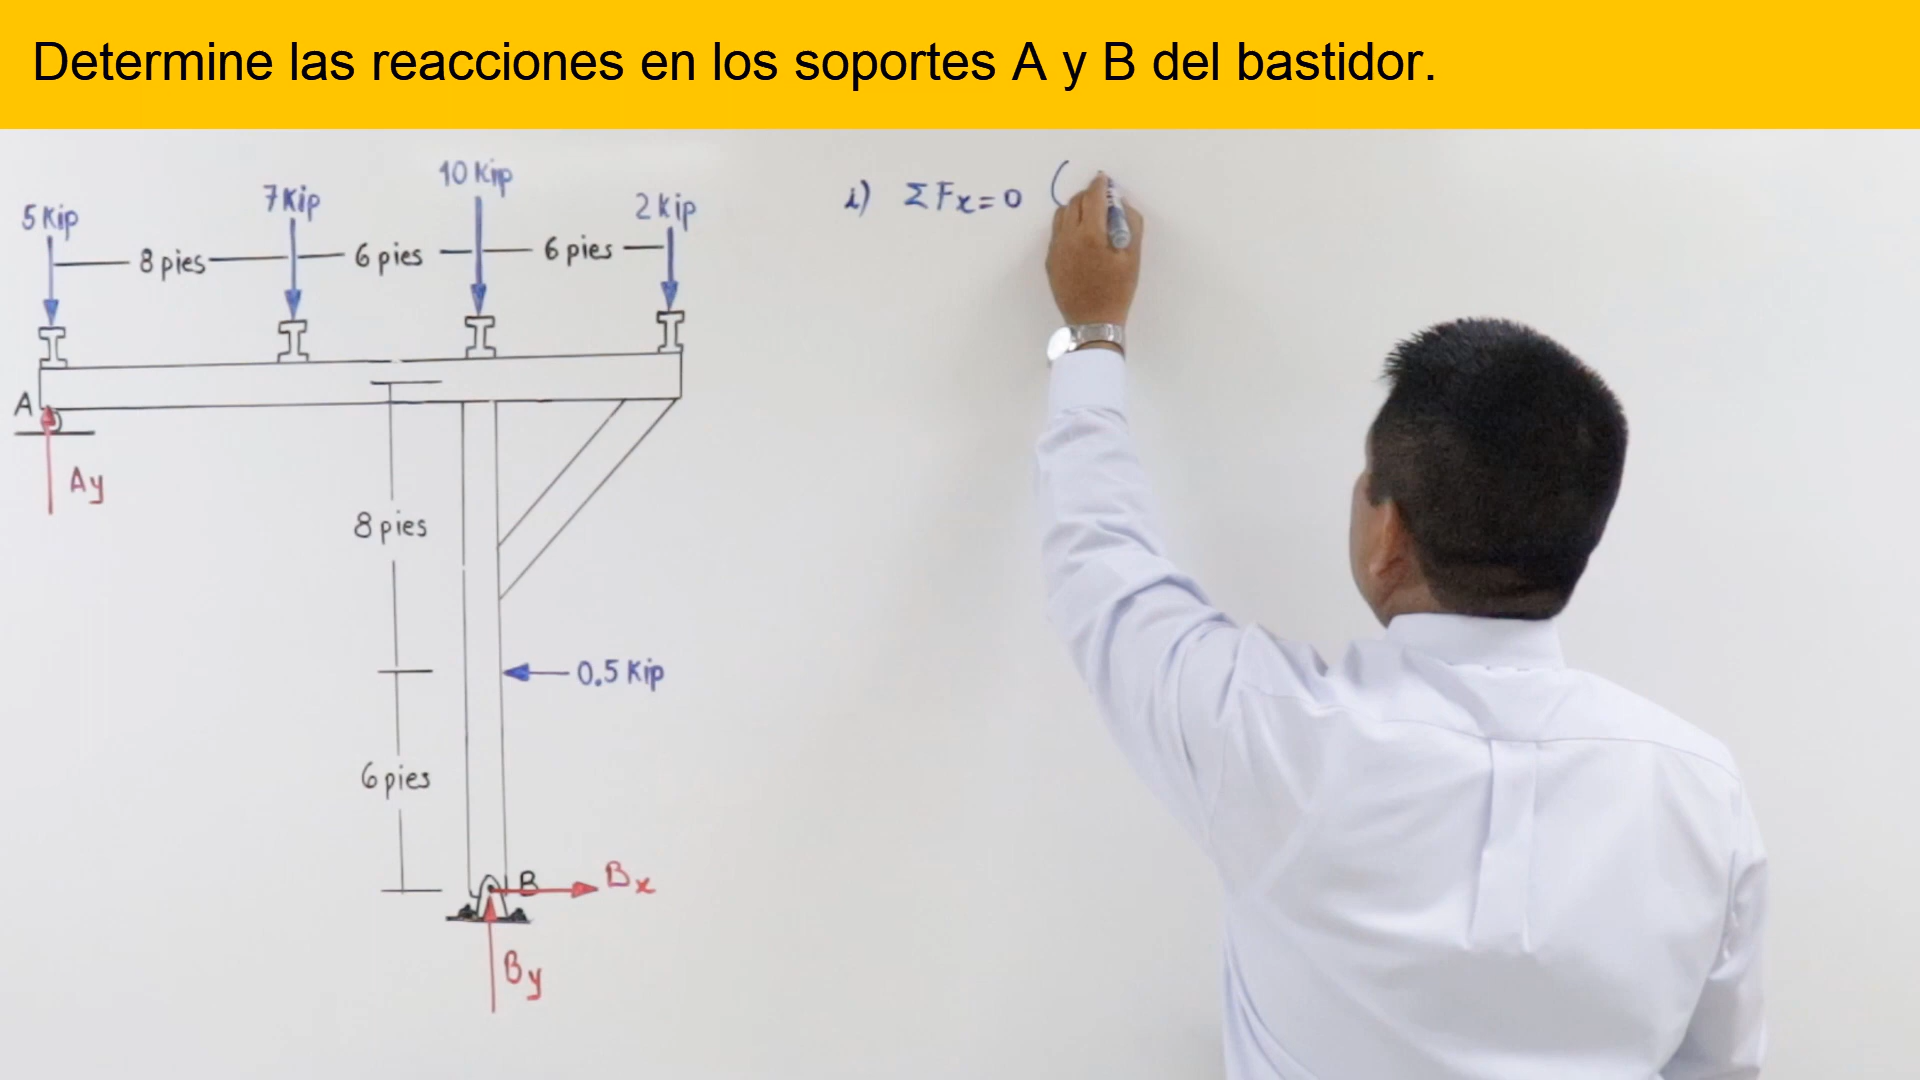 Determine las reacciones en los soportes A y B del bastidor.
5 Kip
7 Kip
10 Kip
2 Kip
8 pies
6 pies
6 pies
A
Ay
8 pies
0.5 Kip
6 pies
B
Bx
By
i) ΣFx=0 (